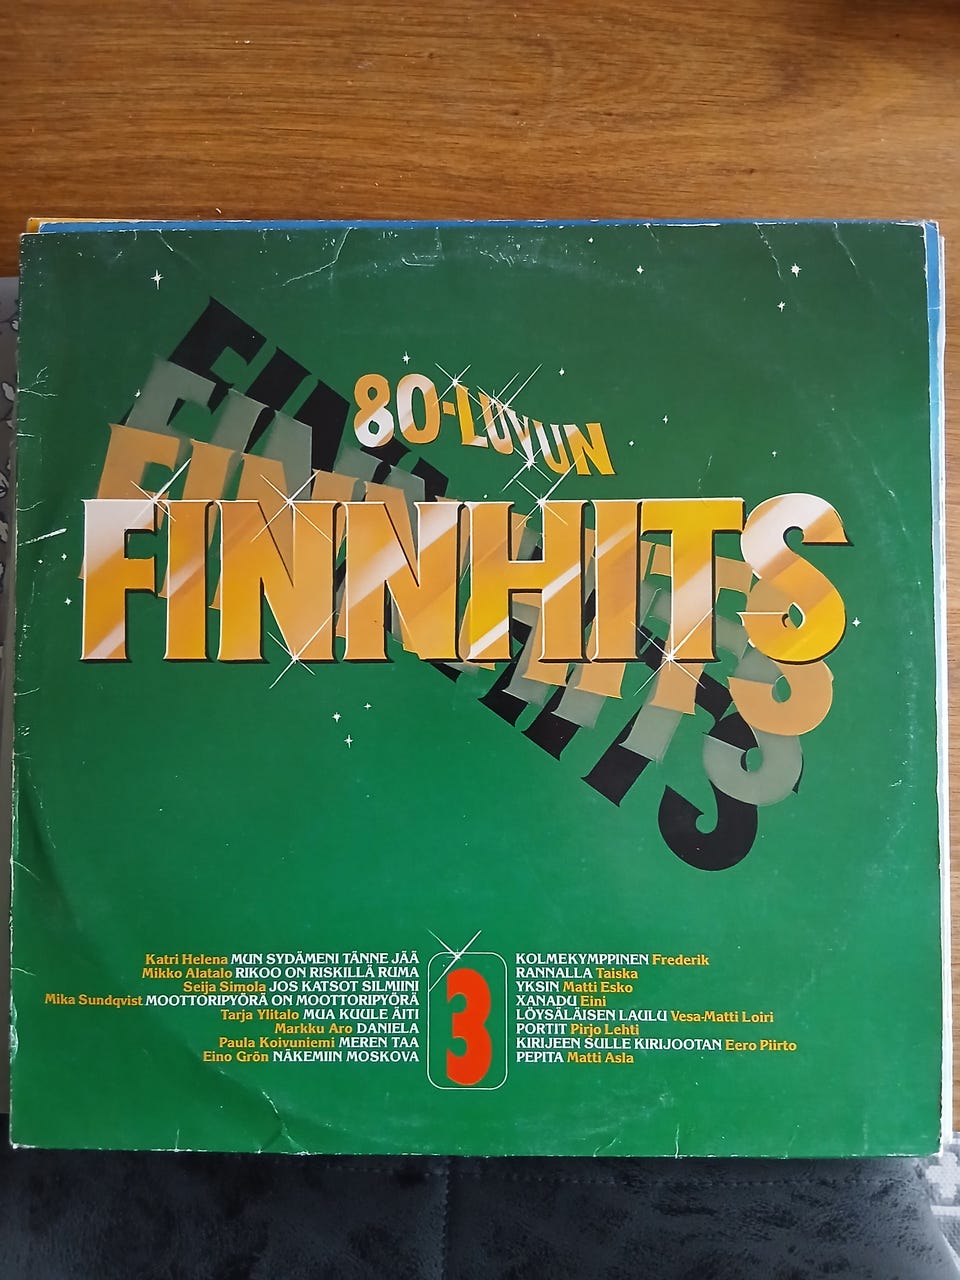 80-LUVUN
FINNHITS
Katri Helena MUN SYDÄMENI TÄNNE JÄÄ
Mikko Alatalo RIKOO ON RISKILLÄ RUMA
Seija Simola JOS KATSOT SILMIINI
Mika Sundqvist MOOTTORIPYÖRÄ ON MOOTTORIPYÖRÄ
Tarja Ylitalo MUA KUULE ÄITI
Markku Aro DANIELA
Paula Koivuniemi MEREN TAA
Eino Grön NÄKEMIIN MOSKOVA
3
KOLMEKYMPPINEN Frederik
RANNALLA Taiska
YKSIN Matti Esko
XANADU Eini
LÖYSÄLÄISEN LAULU Vesa-Matti Loiri
PORTIT Pirjo Lehti
KIRIJEEN SULLE KIRIJOOTAN Eero Piirto
PEPITA Matti Asla